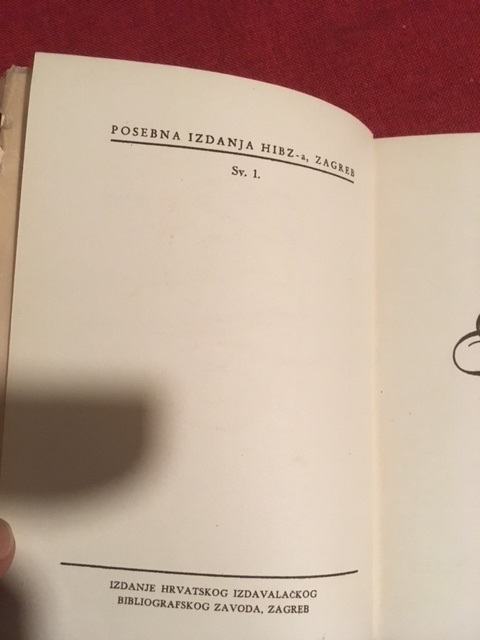 POSEBNA IZDANJA HIBZ-a, ZAGREB
Sv. 1.
IZDANJE HRVATSKOG IZDAVALAČKOG
BIBLIOGRAFSKOG ZAVODA, ZAGREB